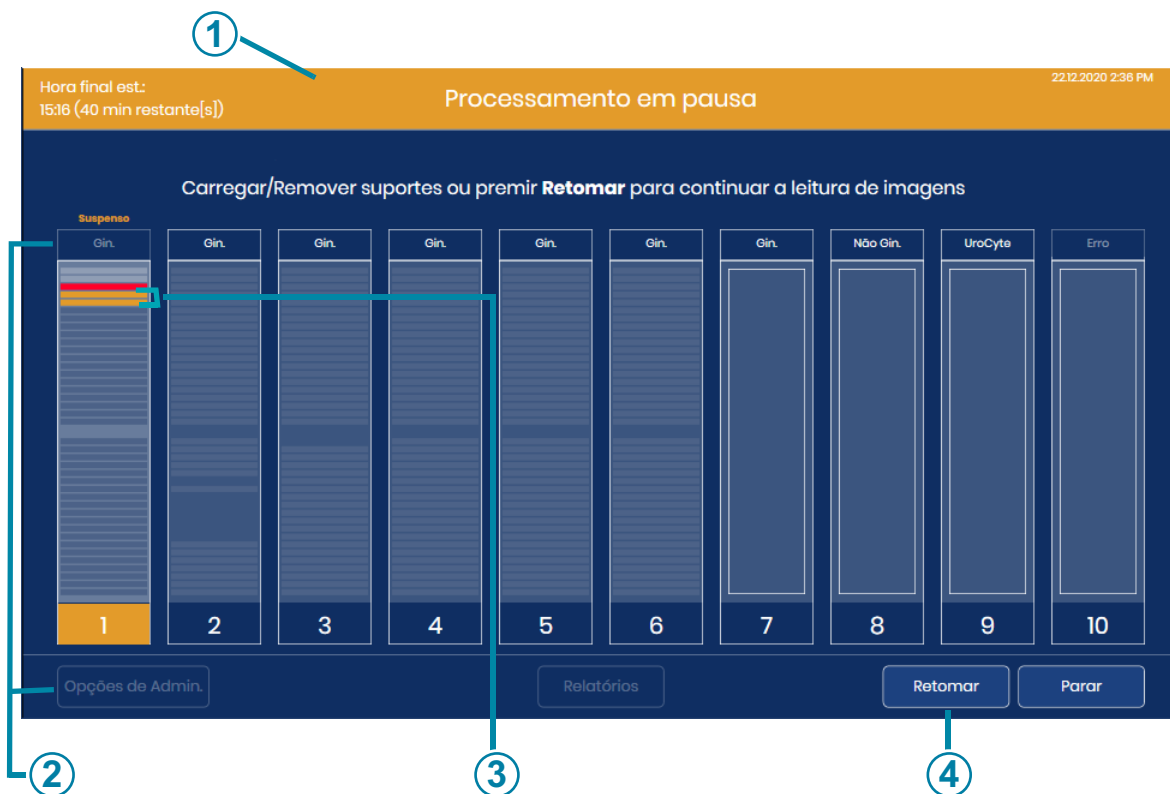 1
Hora final est.:
15:16 (40 min restante[s])
Processamento em pausa
22.12.2020 2:36 PM
Carregar/Remover suportes ou premir Retomar para continuar a leitura de imagens
Suspenso
Gin. Gin. Gin. Gin. Gin. Gin. Gin. Não Gin. UroCyte Erro
1 2 3 4 5 6 7 8 9 10
Opções de Admin. Relatórios Retomar Parar
2 3 4